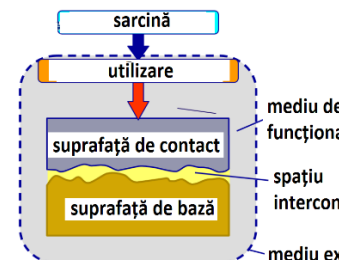 sarcină
utilizare
mediu de
funcționa
suprafață de contact
spațiu
intercon
suprafață de bază
mediu ex